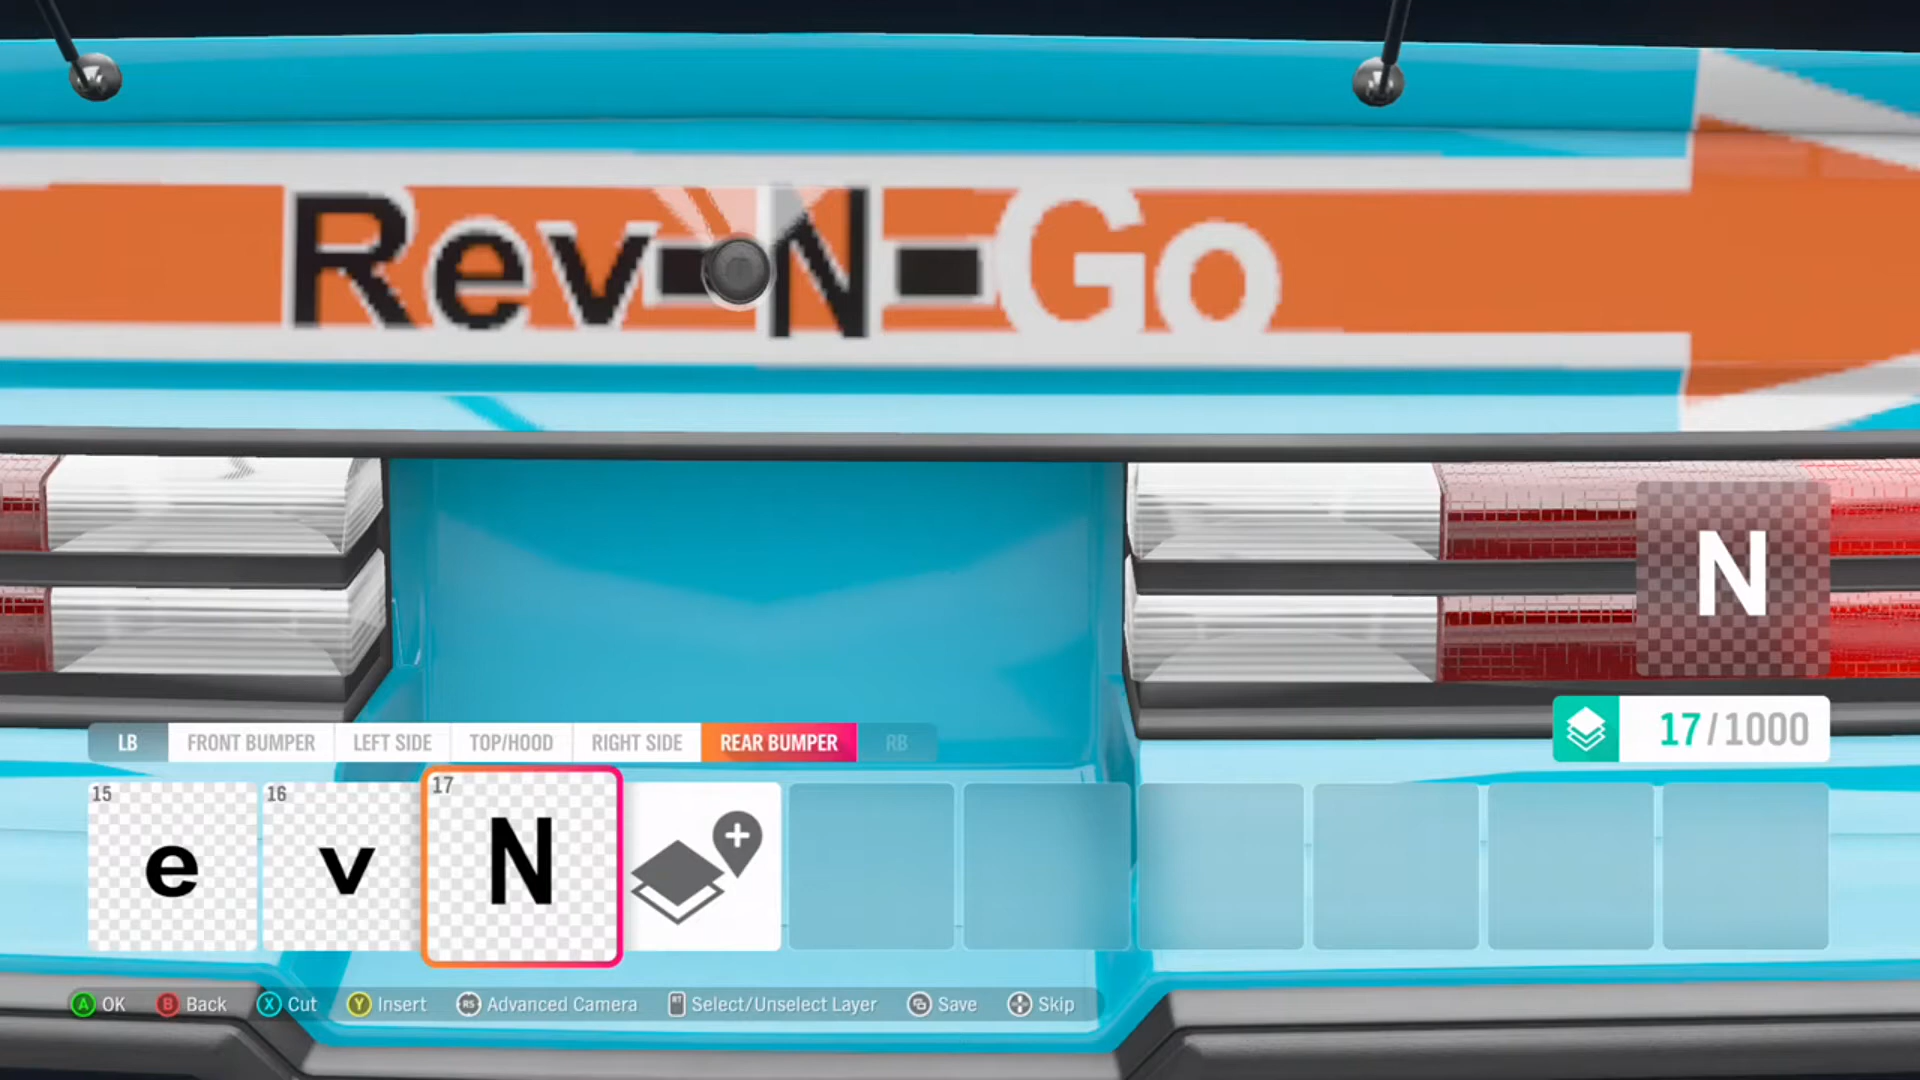 Rev-N-Go
N
17/1000
LB FRONT BUMPER LEFT SIDE TOP/HOOD RIGHT SIDE REAR BUMPER RB
15 16 17
e v N
A OK B Back X Cut Y Insert RS Advanced Camera RT Select/Unselect Layer Save Skip